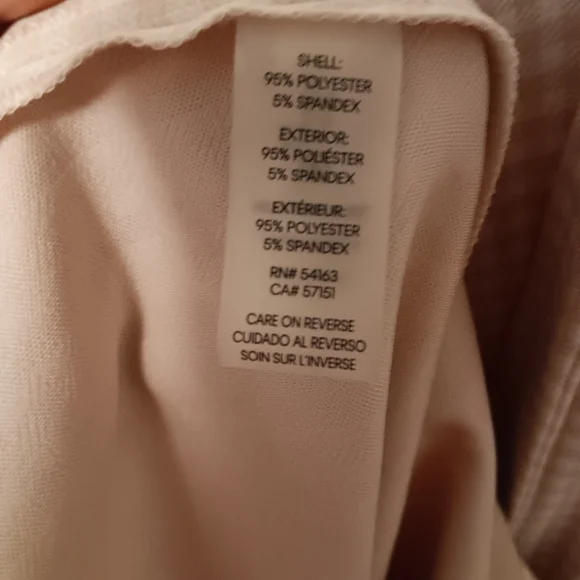 SHELL:
95% POLYESTER
5% SPANDEX
EXTERIOR:
95% POLIÉSTER
5% SPANDEX
EXTÉRIEUR:
95% POLYESTER
5% SPANDEX
RN# 54163
CA# 57151
CARE ON REVERSE
CUIDADO AL REVERSO
SOIN SUR L'INVERSE